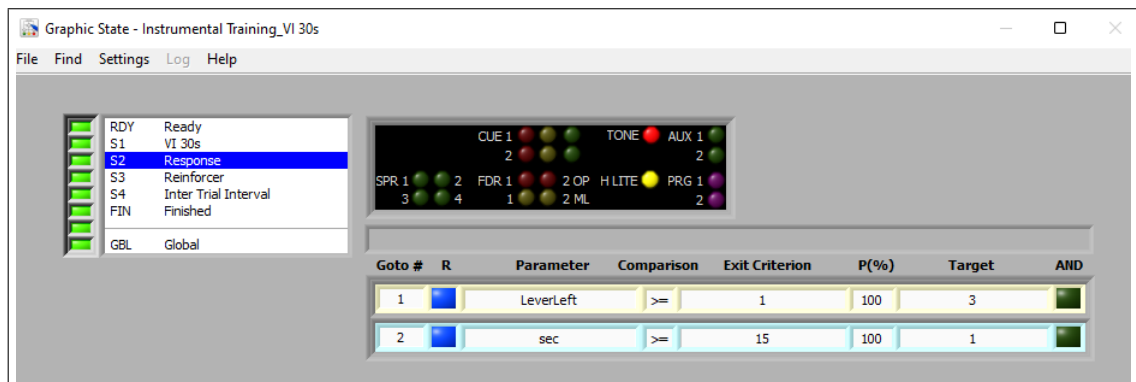 Graphic State - Instrumental Training_VI 30s
File Find Settings Log Help
RDY Ready
S1 VI 30s
S2 Response
S3 Reinforcer
S4 Inter Trial Interval
FIN Finished
GBL Global
CUE 1 TONE AUX 1
2 2
SPR 1 2 FDR 1 2 OP H LITE PRG 1
3 4 1 2 ML 2
Goto # R Parameter Comparison Exit Criterion P(%) Target AND
1 LeverLeft >= 1 100 3
2 sec >= 15 100 1